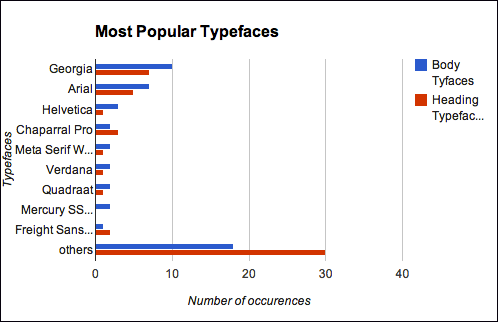 Most Popular Typefaces
Body
Tyfaces
Heading
Typefac...
Typefaces
Georgia
Arial
Helvetica
Chaparral Pro
Meta Serif W...
Verdana
Quadraat
Mercury SS...
Freight Sans...
others
0 10 20 30 40
Number of occurences